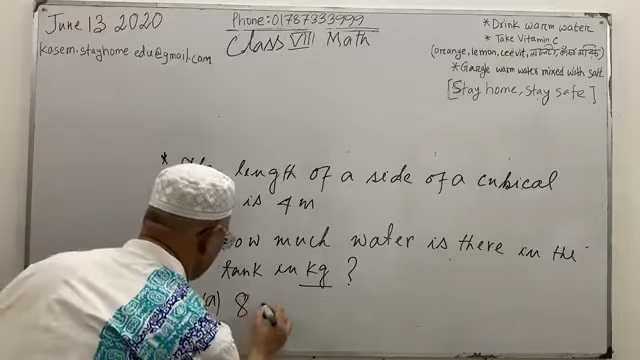 June 13 2020
kasem.stayhome.edu@gmail.com
Phone: 01787333999
Class VIII Math
* Drink warm water
* Take Vitamin C
(orange, lemon, ceevit,
* Gargle warm water mixed with salt
[Stay home, stay safe]
* length of a side of a cubical
is 4 m
ow much water is there in the
tank in kg ?
(a) 8